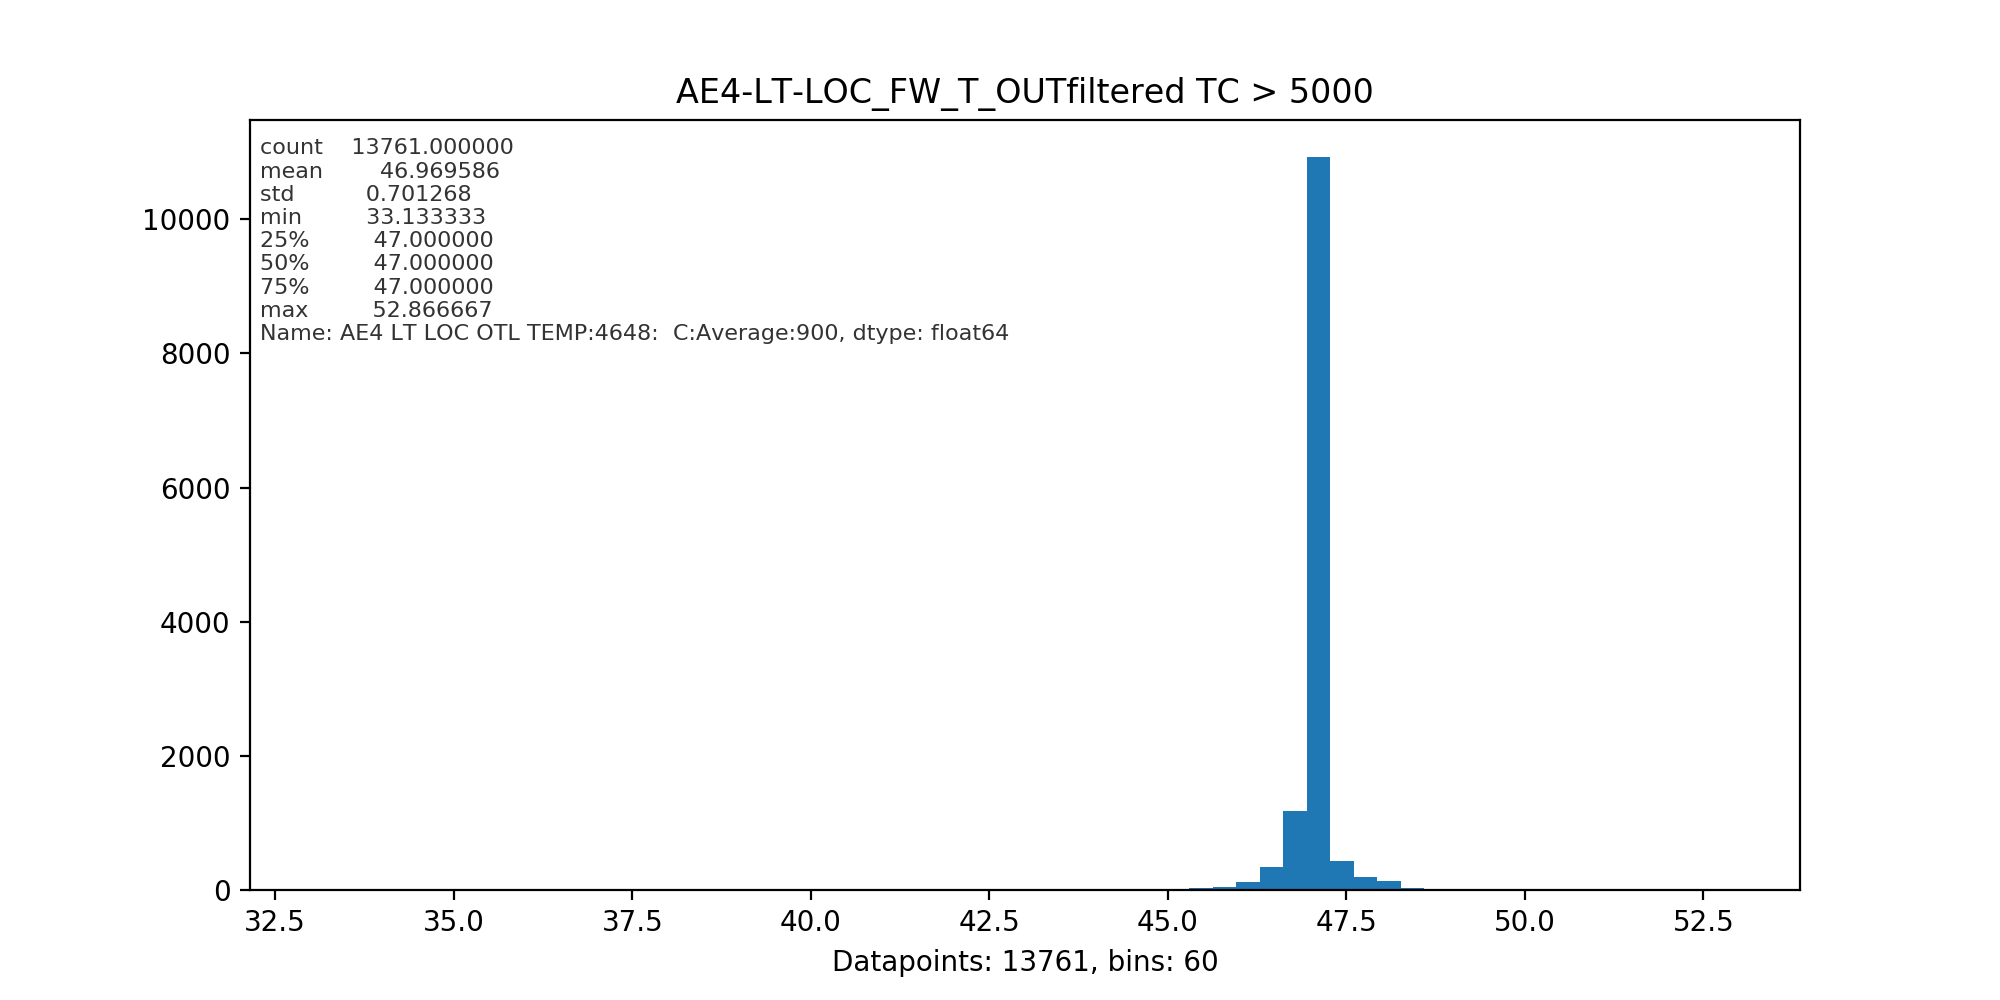 AE4-LT-LOC_FW_T_OUTfiltered TC > 5000
count 13761.000000
mean 46.969586
std 0.701268
min 33.133333
25% 47.000000
50% 47.000000
75% 47.000000
max 52.866667
Name: AE4 LT LOC OTL TEMP:4648:  C:Average:900, dtype: float64
10000
8000
6000
4000
2000
0
32.5 35.0 37.5 40.0 42.5 45.0 47.5 50.0 52.5
Datapoints: 13761, bins: 60